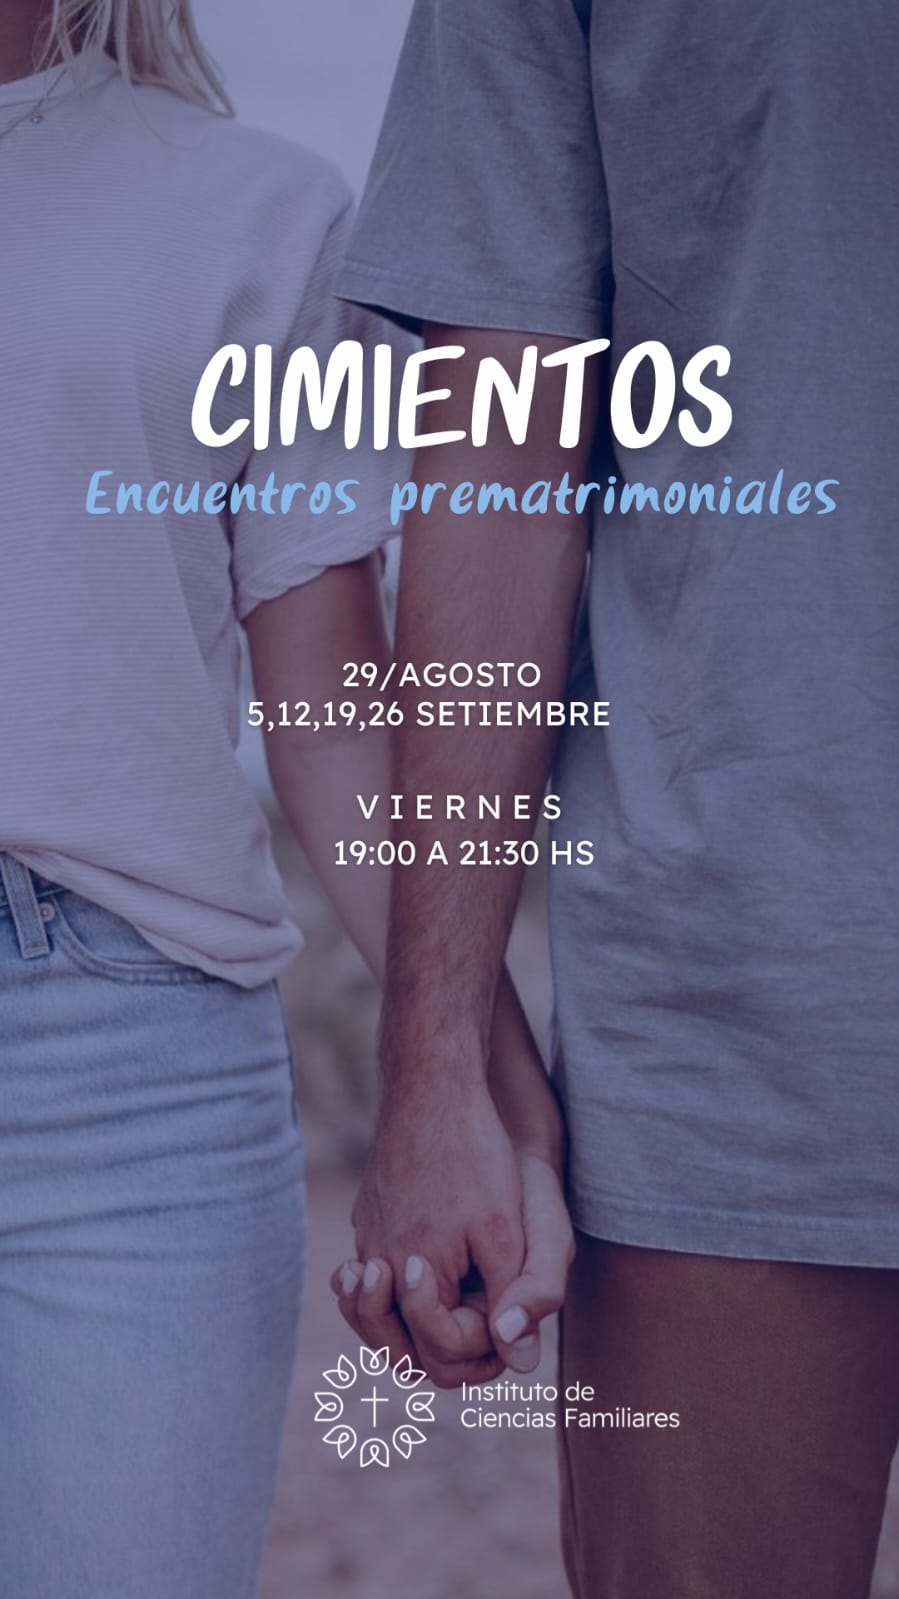 CIMIENTOS
Encuentros prematrimoniales
29/AGOSTO
5,12,19,26 SETIEMBRE
VIERNES
19:00 A 21:30 HS
Instituto de
Ciencias Familiares